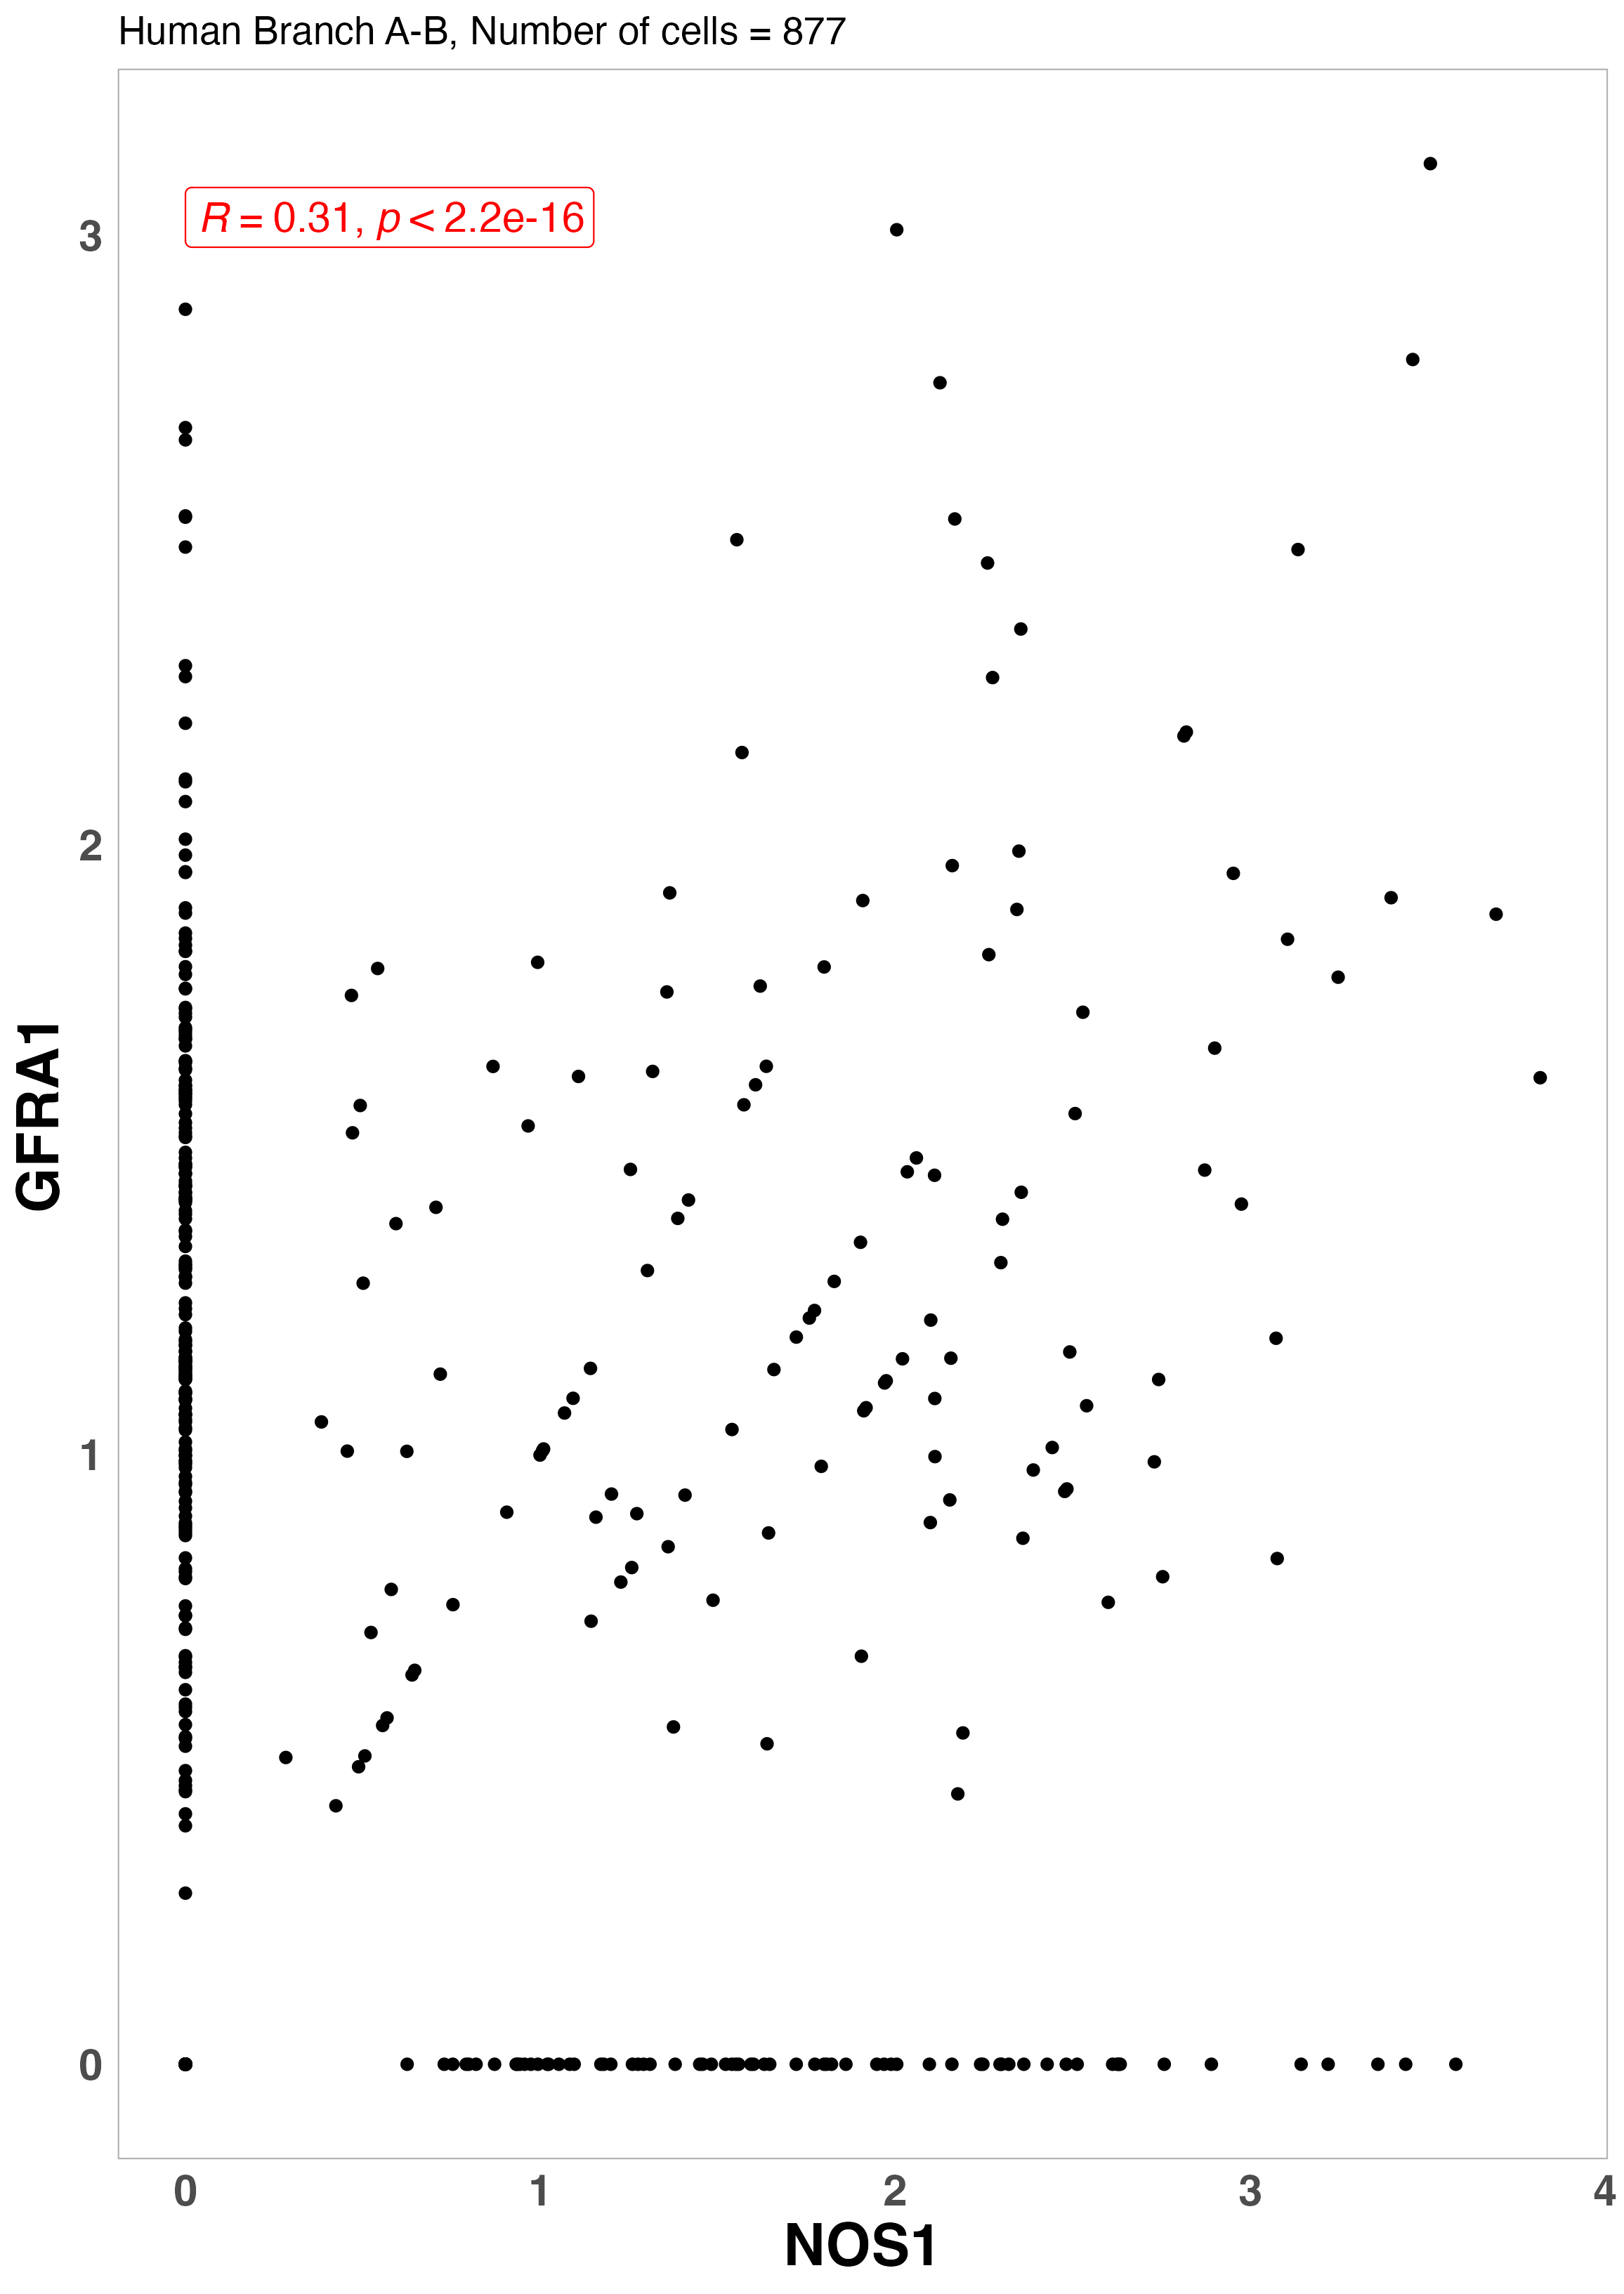 Human Branch A-B, Number of cells = 877
R = 0.31, p < 2.2e-16
3
2
1
0
GFRA1
0 1 2 3 4
NOS1